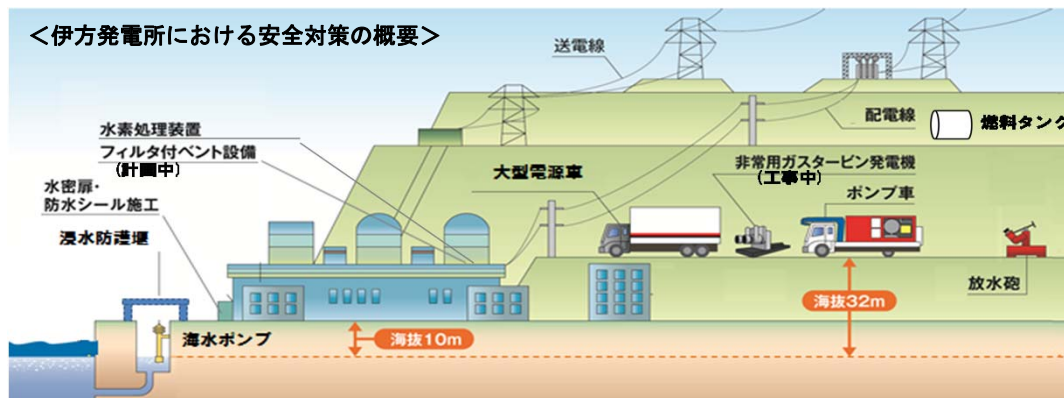 ＜伊方発電所における安全対策の概要＞
送電線
配電線
燃料タンク
水素処理装置
フィルタ付ベント設備
(計画中)
大型電源車
非常用ガスタービン発電機
(工事中)
ポンプ車
水密扉・
防水シール施工
浸水防護堰
放水砲
海抜32m
海水ポンプ
海抜10m